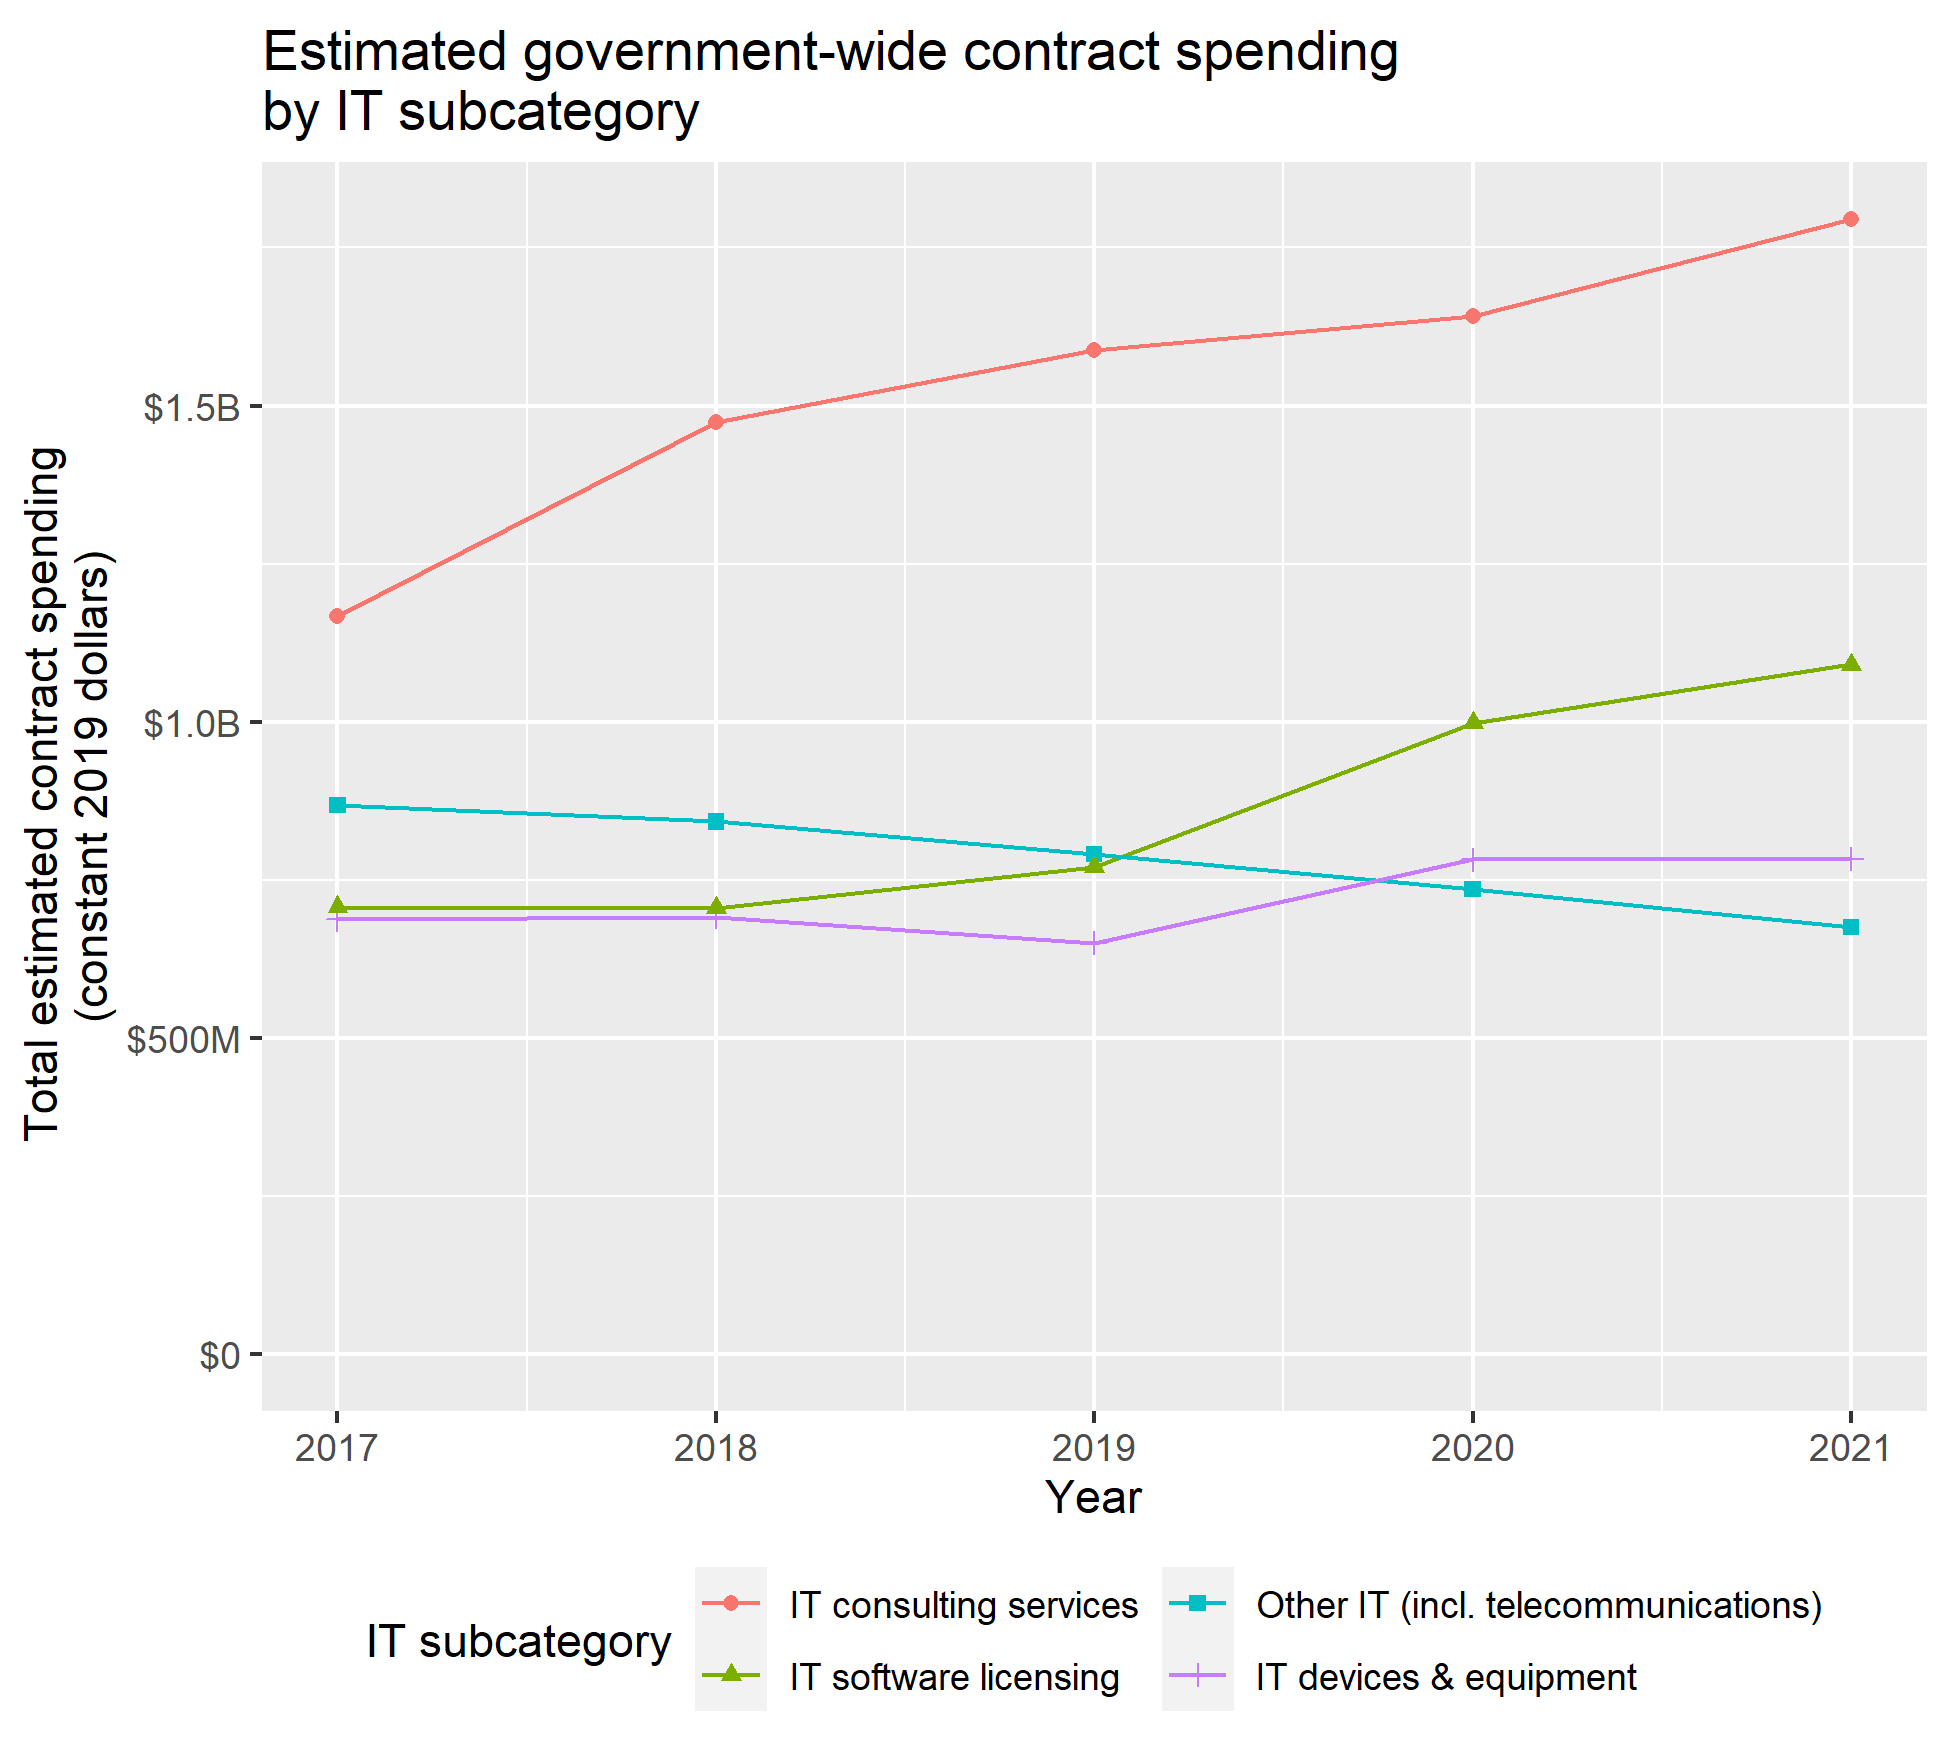 Estimated government-wide contract spending
by IT subcategory
Total estimated contract spending
(constant 2019 dollars)
$1.5B
$1.0B
$500M
$0
2017 2018 2019 2020 2021
Year
IT subcategory
IT consulting services
IT software licensing
Other IT (incl. telecommunications)
IT devices & equipment